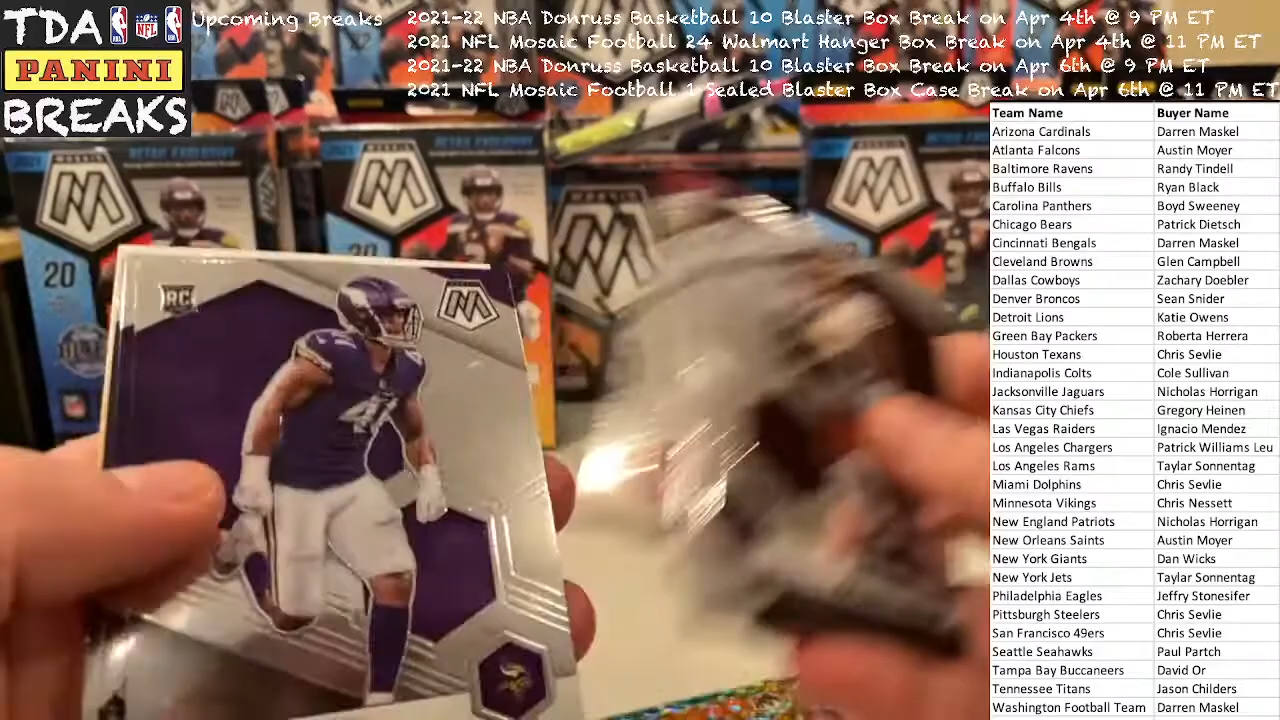 TDA
PANINI
BREAKS
Upcoming Breaks
2021-22 NBA Donruss Basketball 10 Blaster Box Break on Apr 4th @ 9 PM ET
2021 NFL Mosaic Football 24 Walmart Hanger Box Break on Apr 4th @ 11 PM ET
2021-22 NBA Donruss Basketball 10 Blaster Box Break on Apr 6th @ 9 PM ET
2021 NFL Mosaic Football 1 Sealed Blaster Box Case Break on Apr 6th @ 11 PM ET
Team Name Buyer Name
Arizona Cardinals Darren Maskel
Atlanta Falcons Austin Moyer
Baltimore Ravens Randy Tindell
Buffalo Bills Ryan Black
Carolina Panthers Boyd Sweeney
Chicago Bears Patrick Dietsch
Cincinnati Bengals Darren Maskel
Cleveland Browns Glen Campbell
Dallas Cowboys Zachary Doebler
Denver Broncos Sean Snider
Detroit Lions Katie Owens
Green Bay Packers Roberta Herrera
Houston Texans Chris Sevlie
Indianapolis Colts Cole Sullivan
Jacksonville Jaguars Nicholas Horrigan
Kansas City Chiefs Gregory Heinen
Las Vegas Raiders Ignacio Mendez
Los Angeles Chargers Patrick Williams Leu
Los Angeles Rams Taylar Sonnentag
Miami Dolphins Chris Sevlie
Minnesota Vikings Chris Nessett
New England Patriots Nicholas Horrigan
New Orleans Saints Austin Moyer
New York Giants Dan Wicks
New York Jets Taylar Sonnentag
Philadelphia Eagles Jeffry Stonesifer
Pittsburgh Steelers Chris Sevlie
San Francisco 49ers Chris Sevlie
Seattle Seahawks Paul Partch
Tampa Bay Buccaneers David Or
Tennessee Titans Jason Childers
Washington Football Team Darren Maskel
RETAIL EXCLUSIVE
MOSAIC
20
RETAIL EXCLUSIVE
MOSAIC
20
RC